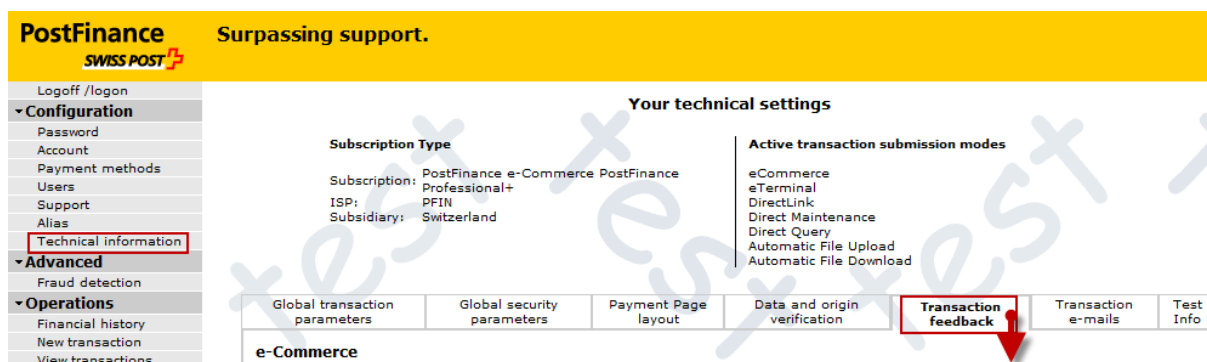 PostFinance
SWISS POST
Surpassing support.
Logoff /logon
Configuration
Password
Account
Payment methods
Users
Support
Alias
Technical information
Advanced
Fraud detection
Operations
Financial history
New transaction
View transactions
Your technical settings
Subscription Type
Subscription: PostFinance e-Commerce PostFinance
Professional+
ISP: PFIN
Subsidiary: Switzerland
Active transaction submission modes
eCommerce
eTerminal
DirectLink
Direct Maintenance
Direct Query
Automatic File Upload
Automatic File Download
Global transaction
parameters
Global security
parameters
Payment Page
layout
Data and origin
verification
Transaction
feedback
Transaction
e-mails
Test
Info
e-Commerce
test test test